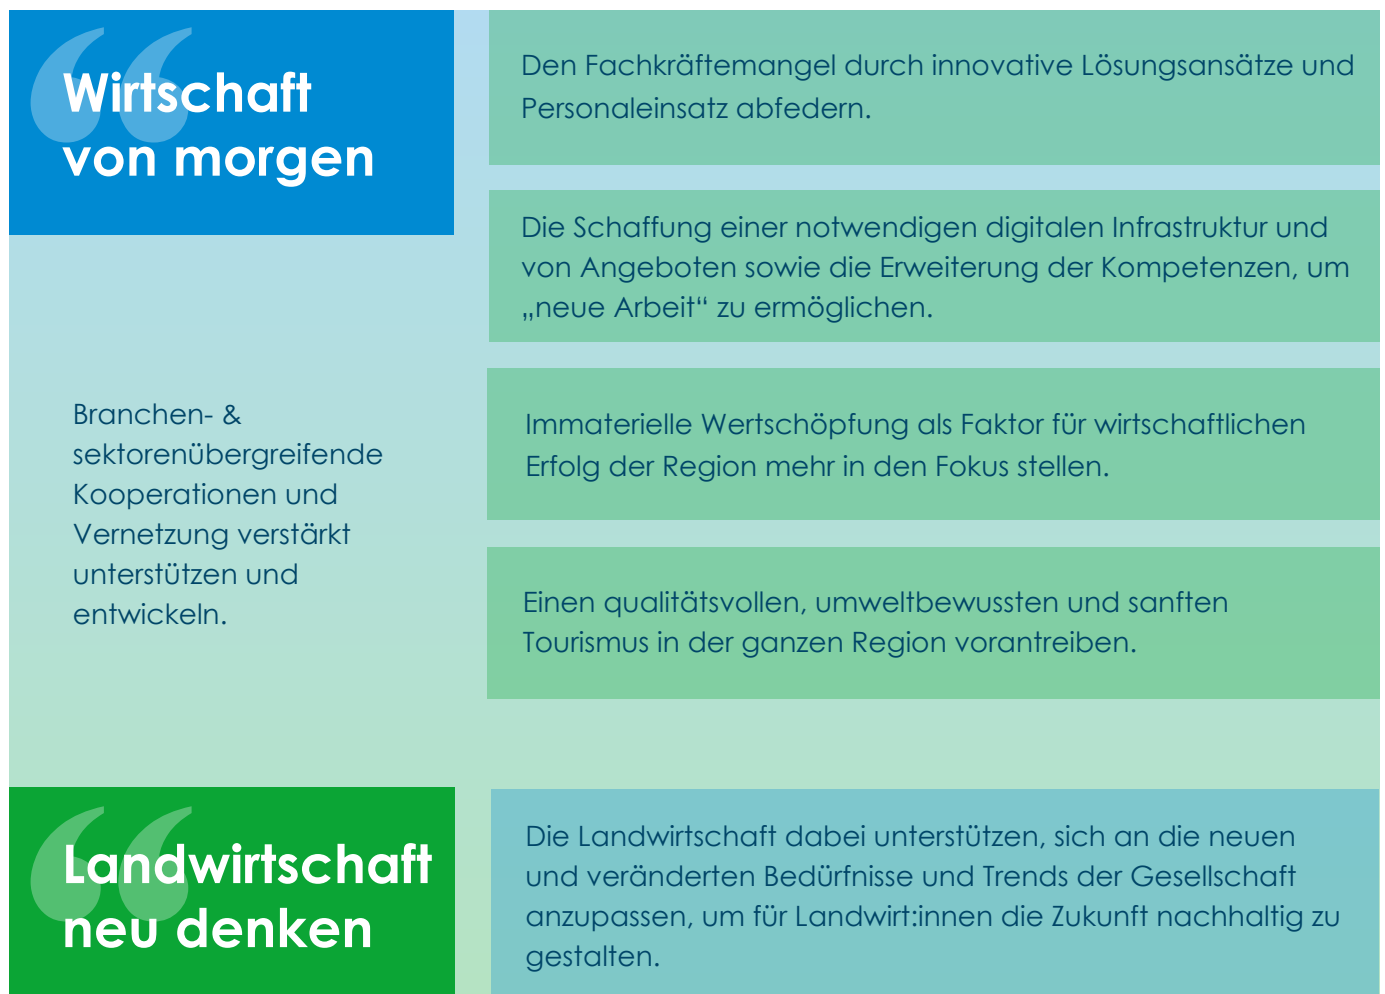 Wirtschaft
von morgen
Den Fachkräftemangel durch innovative Lösungsansätze und
Personaleinsatz abfedern.
Die Schaffung einer notwendigen digitalen Infrastruktur und
von Angeboten sowie die Erweiterung der Kompetenzen, um
„neue Arbeit“ zu ermöglichen.
Branchen- &
sektorenübergreifende
Kooperationen und
Vernetzung verstärkt
unterstützen und
entwickeln.
Immaterielle Wertschöpfung als Faktor für wirtschaftlichen
Erfolg der Region mehr in den Fokus stellen.
Einen qualitätsvollen, umweltbewussten und sanften
Tourismus in der ganzen Region vorantreiben.
Landwirtschaft
neu denken
Die Landwirtschaft dabei unterstützen, sich an die neuen
und veränderten Bedürfnisse und Trends der Gesellschaft
anzupassen, um für Landwirt:innen die Zukunft nachhaltig zu
gestalten.